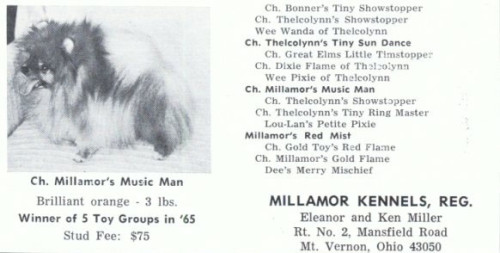 Ch. Millamor's Music Man
Brilliant orange - 3 lbs.
Winner of 5 Toy Groups in '65
Stud Fee: $75
Ch. Bonner's Tiny Showstopper
Ch. Thelcolynn's Showstopper
Wee Wanda of Thelcolynn
Ch. Thelcolynn's Tiny Sun Dance
Ch. Great Elms Little Timstopper
Ch. Dixie Flame of Thelcolynn
Wee Pixie of Thelcolynn
Ch. Millamor's Music Man
Ch. Thelcolynn's Showstopper
Ch. Thelcolynn's Tiny Ring Master
Lou-Lan's Petite Pixie
Millamor's Red Mist
Ch. Gold Toy's Red Flame
Ch. Millamor's Gold Flame
Dee's Merry Mischief
MILLAMOR KENNELS, REG.
Eleanor and Ken Miller
Rt. No. 2, Mansfield Road
Mt. Vernon, Ohio 43050